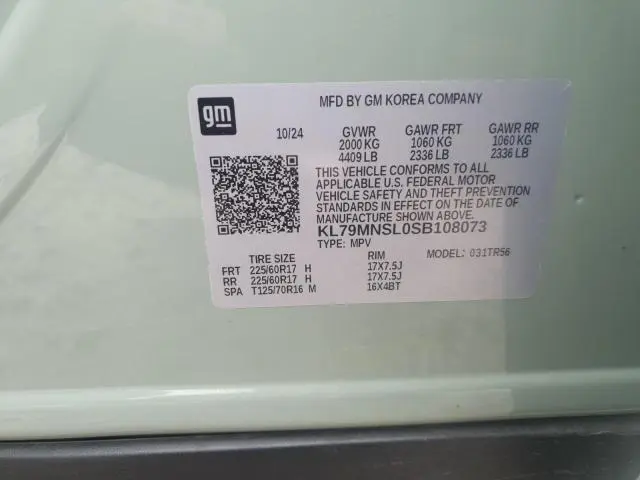 gm
MFD BY GM KOREA COMPANY
10/24 GVWR GAWR FRT GAWR RR
2000 KG 1060 KG 1060 KG
4409 LB 2336 LB 2336 LB
THIS VEHICLE CONFORMS TO ALL
APPLICABLE U.S. FEDERAL MOTOR
VEHICLE SAFETY AND THEFT PREVENTION
STANDARDS IN EFFECT ON THE DATE OF
MANUFACTURE SHOWN ABOVE.
KL79MNSL0SB108073
TYPE: MPV MODEL: 031TR56
TIRE SIZE RIM
FRT 225/60R17 H 17X7.5J
RR 225/60R17 H 17X7.5J
SPA T125/70R16 M 16X4BT